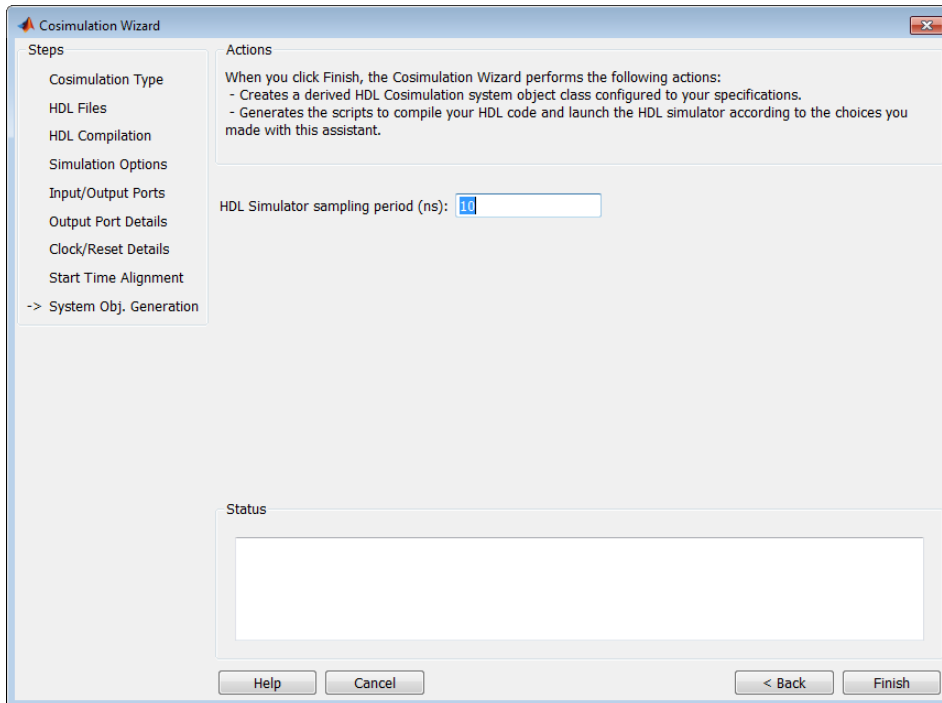 Cosimulation Wizard
Steps
Cosimulation Type
HDL Files
HDL Compilation
Simulation Options
Input/Output Ports
Output Port Details
Clock/Reset Details
Start Time Alignment
-> System Obj. Generation
Actions
When you click Finish, the Cosimulation Wizard performs the following actions:
- Creates a derived HDL Cosimulation system object class configured to your specifications.
- Generates the scripts to compile your HDL code and launch the HDL simulator according to the choices you
made with this assistant.
HDL Simulator sampling period (ns): 10
Status
Help Cancel < Back Finish